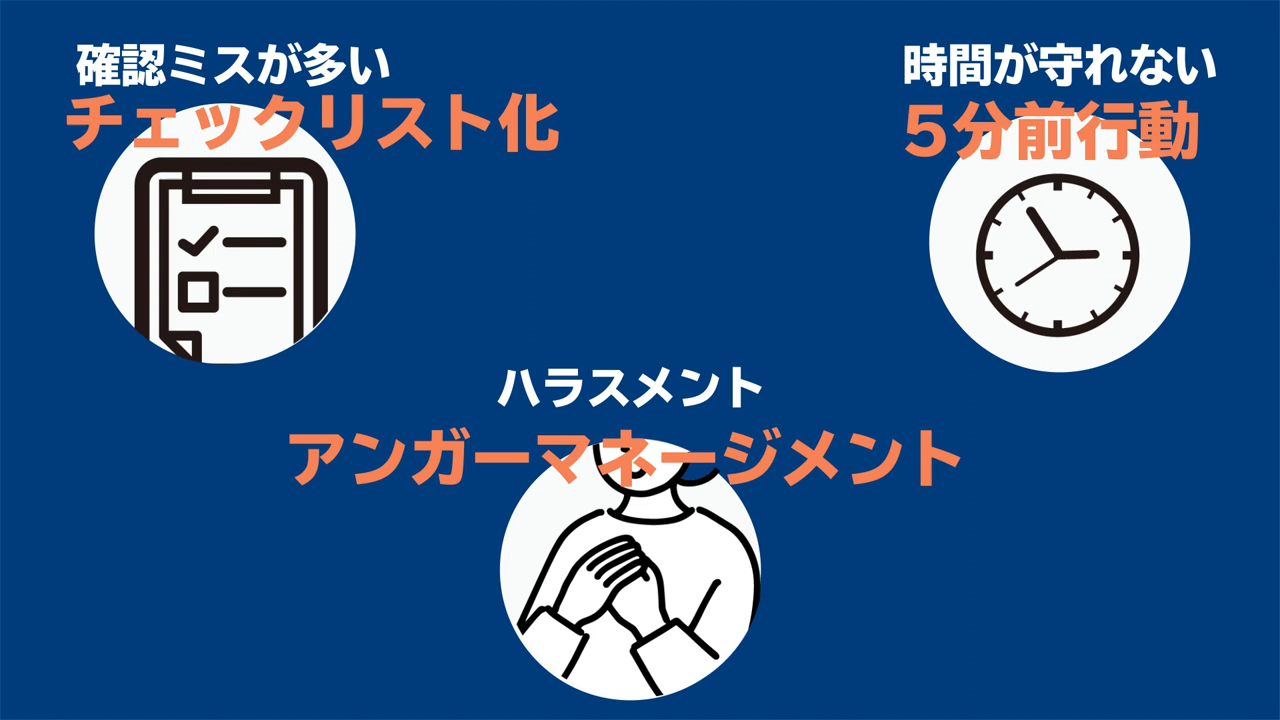 確認ミスが多い
チェックリスト化
時間が守れない
５分前行動
ハラスメント
アンガーマネージメント